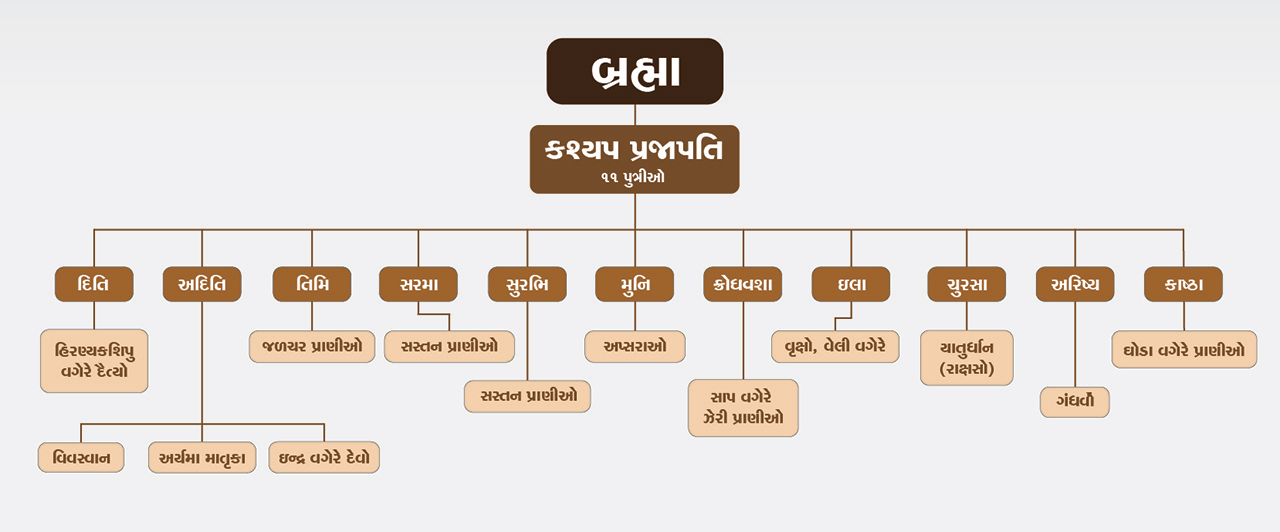 બ્રહ્મા
કશ્યપ પ્રજાપતિ
૧૧ પુત્રીઓ
દિતિ
અદિતિ
તિમિ
સરમા
સુરભિ
મુનિ
ક્રોધવશા
ઇલા
ચુરસા
અરિષ્ય
કાષ્ઠા
હિરણ્યકશિપુ
વગેરે દૈત્યો
જળચર પ્રાણીઓ
સસ્તન પ્રાણીઓ
સસ્તન પ્રાણીઓ
અપ્સરાઓ
સાપ વગેરે
ઝેરી પ્રાણીઓ
વૃક્ષો, વેલી વગેરે
ચાતુર્ધાન
(રાક્ષસો)
ગંધર્વો
ઘોડા વગેરે પ્રાણીઓ
વિવસ્વાન
અર્યમા માતૃકા
ઇન્દ્ર વગેરે દેવો